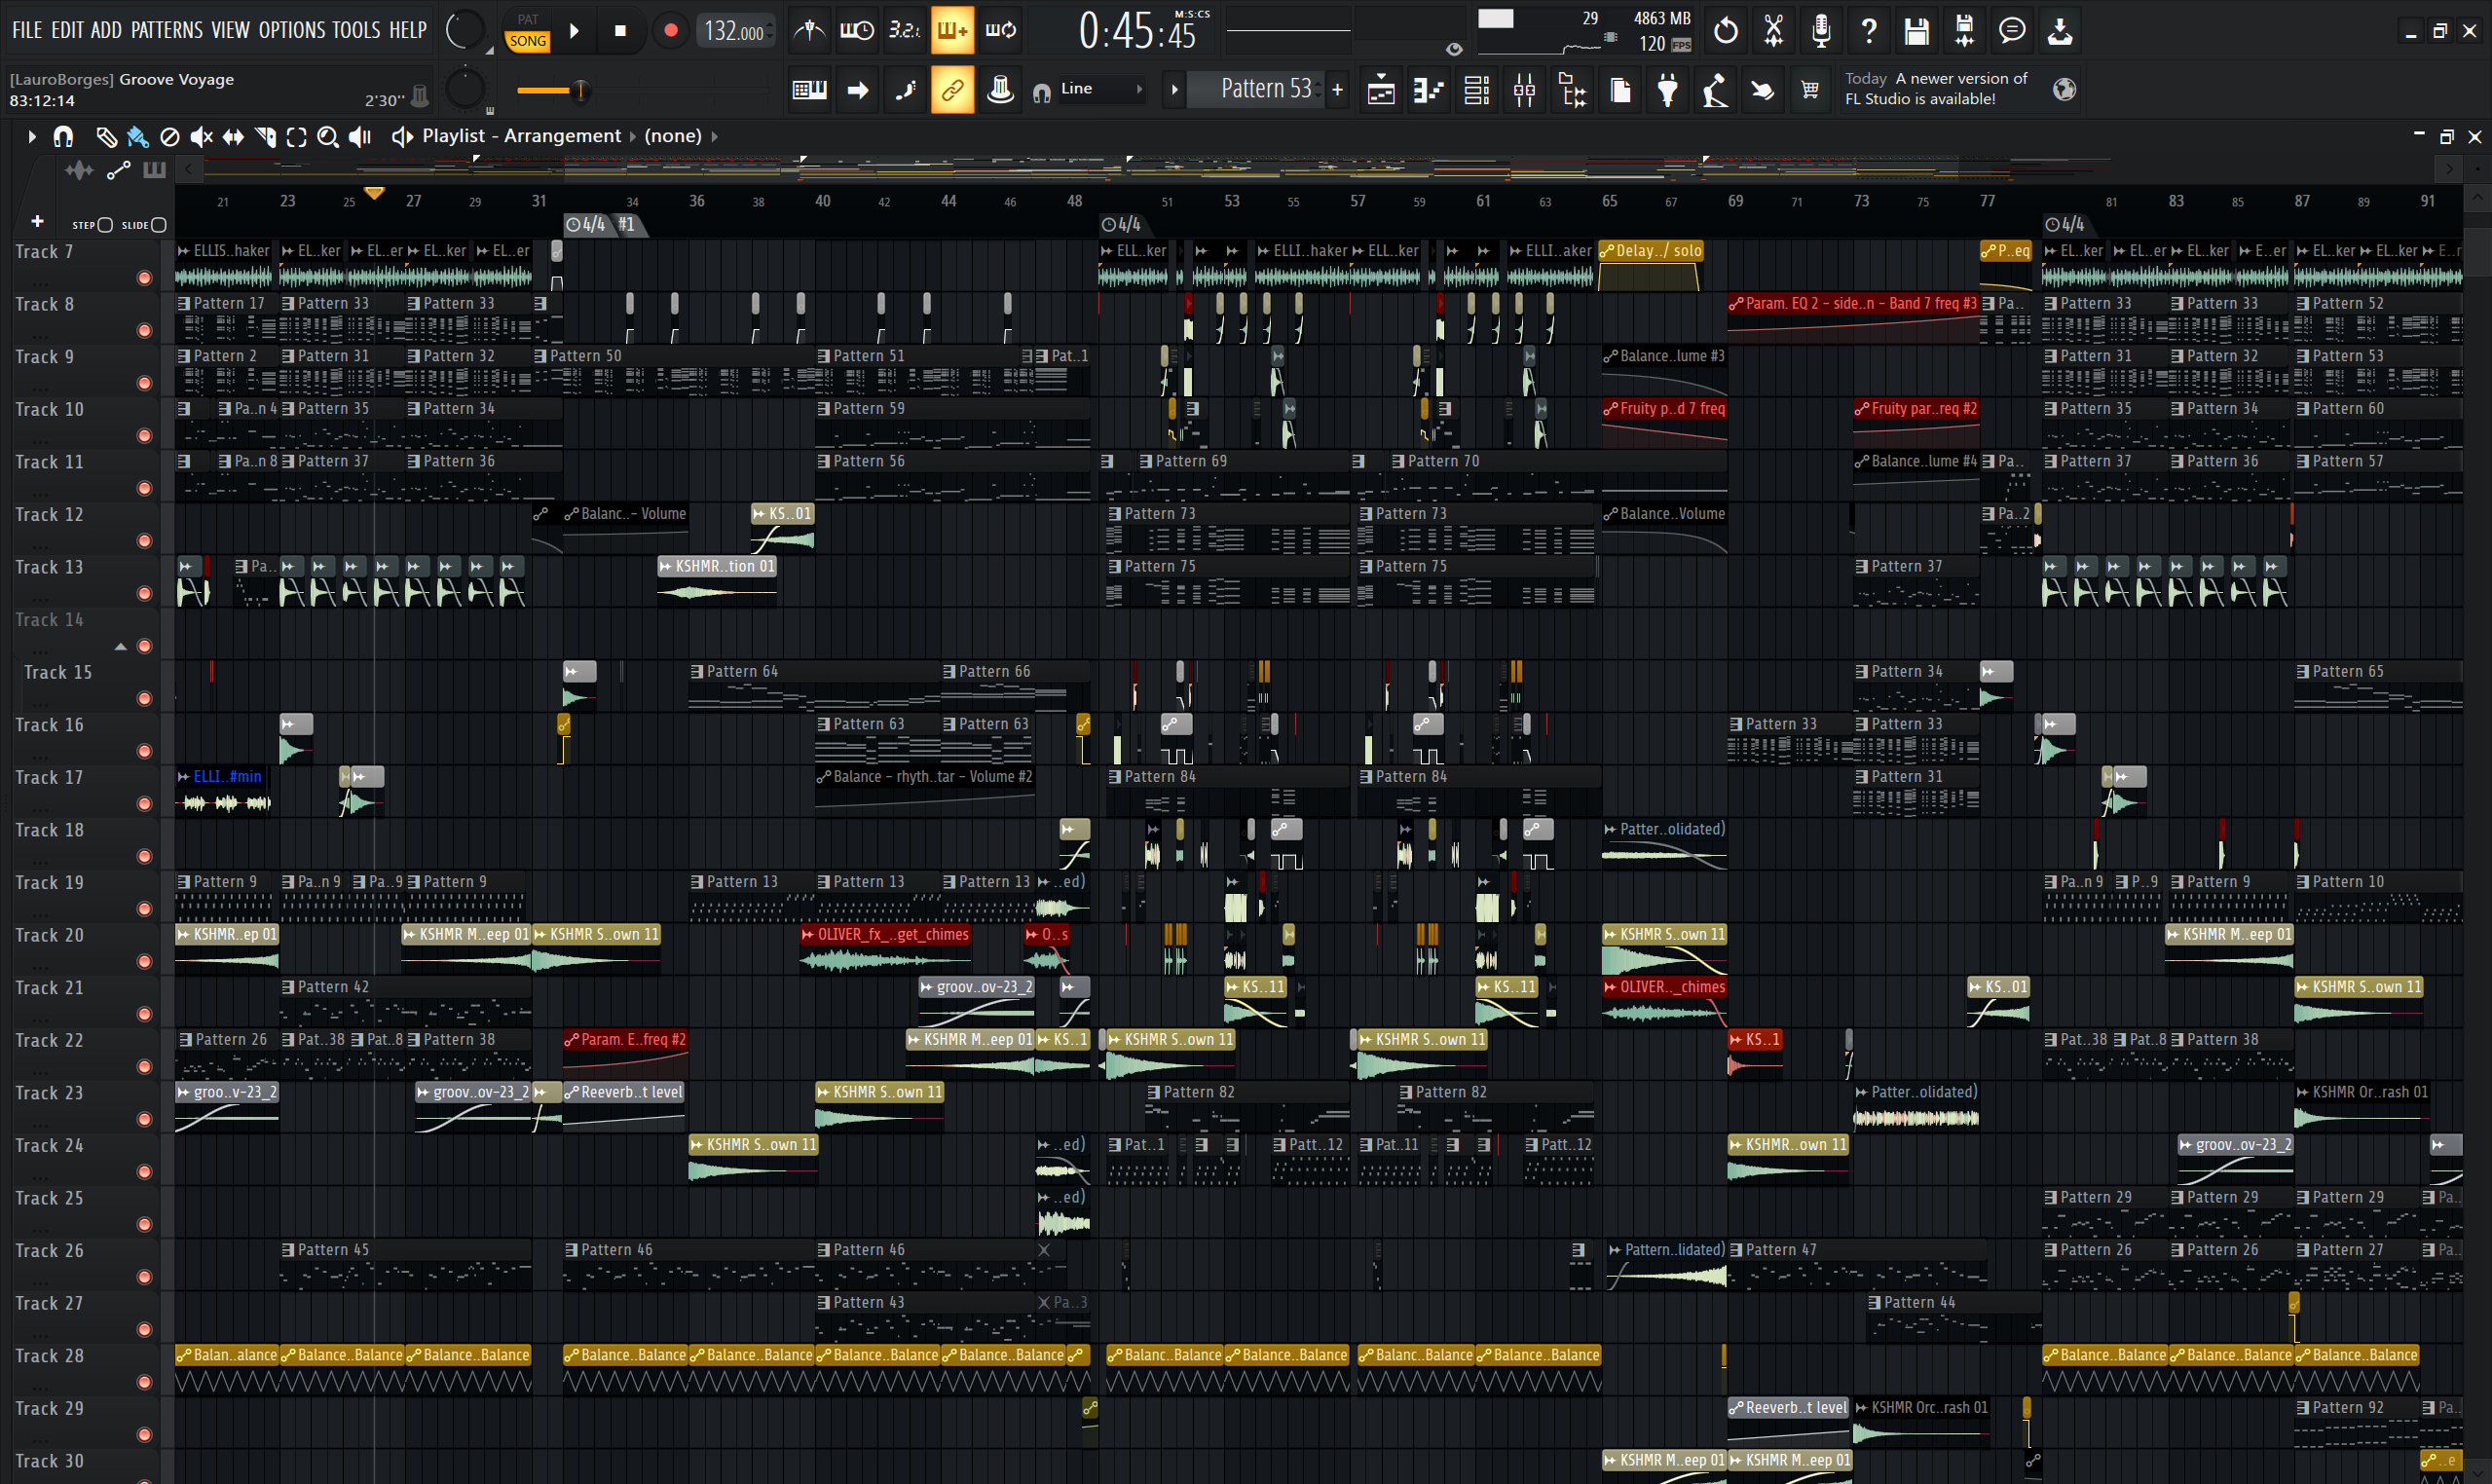 FILE EDIT ADD PATTERNS VIEW OPTIONS TOOLS HELP
PAT
SONG
132.000
3.2.1
0:45:45
M:S:CS
29
4863 MB
120 FPS
[LauroBorges] Groove Voyage
83:12:14
2'30''
Line
Pattern 53
+
Today A newer version of
FL Studio is available!
Playlist - Arrangement (none)
STEP SLIDE
21 23 25 27 29 31 34 36 38 40 42 44 46 48 51 53 55 57 59 61 63 65 67 69 71 73 75 77 81 83 85 87 89 91
4/4 #1 4/4 4/4
Track 7 ELLIS..haker EL..ker EL..er EL..ker EL..er ELL..ker ELLI..haker ELL..ker ELLI..aker Delay../ solo P..eq EL..ker EL..er EL..ker E..er EL..ker EL..ker E..r
Track 8 Pattern 17 Pattern 33 Pattern 33 Param. EQ 2 - side..n - Band 7 freq #3 Pa.. Pattern 33 Pattern 33 Pattern 52
Track 9 Pattern 2 Pattern 31 Pattern 32 Pattern 50 Pattern 51 Pat..1 Balance..lume #3 Pattern 31 Pattern 32 Pattern 53
Track 10 Pa..n 4 Pattern 35 Pattern 34 Pattern 59 Fruity p..d 7 freq Fruity par..req #2 Pattern 35 Pattern 34 Pattern 60
Track 11 Pa..n 8 Pattern 37 Pattern 36 Pattern 56 Pattern 69 Pattern 70 Balance..lume #4 Pa.. Pattern 37 Pattern 36 Pattern 57
Track 12 Balanc..- Volume KS..01 Pattern 73 Pattern 73 Balance..Volume Pa..2
Track 13 Pa.. KSHMR..tion 01 Pattern 75 Pattern 75 Pattern 37
Track 14
Track 15 Pattern 64 Pattern 66 Pattern 34 Pattern 65
Track 16 Pattern 63 Pattern 63 Pattern 33 Pattern 33
Track 17 ELLI..#min Balance - rhyth..tar - Volume #2 Pattern 84 Pattern 84 Pattern 31
Track 18 Patter..olidated)
Track 19 Pattern 9 Pa..n 9 Pa..9 Pattern 9 Pattern 13 Pattern 13 Pattern 13 ..ed) Pa..n 9 P..9 Pattern 9 Pattern 10
Track 20 KSHMR..ep 01 KSHMR M..eep 01 KSHMR S..own 11 OLIVER_fx_..get_chimes O..s KSHMR S..own 11 KSHMR M..eep 01
Track 21 Pattern 42 groov..ov-23_2 KS..11 KS..11 OLIVER.._chimes KS..01 KSHMR S..own 11
Track 22 Pattern 26 Pat..38 Pat..8 Pattern 38 Param. E..freq #2 KSHMR M..eep 01 KS..1 KSHMR S..own 11 KSHMR S..own 11 KS..1 Pat..38 Pat..8 Pattern 38
Track 23 groo..v-23_2 groov..ov-23_2 Reeverb..t level KSHMR S..own 11 Pattern 82 Pattern 82 Patter..olidated) KSHMR Or..rash 01
Track 24 KSHMR S..own 11 ..ed) Pat..1 Patt..12 Pat..11 Patt..12 KSHMR..own 11 groov..ov-23_2
Track 25 ..ed) Pattern 29 Pattern 29 Pattern 29 Pa..
Track 26 Pattern 45 Pattern 46 Pattern 46 Pattern..lidated) Pattern 47 Pattern 26 Pattern 26 Pattern 27 Pa..
Track 27 Pattern 43 Pa..3 Pattern 44
Track 28 Balan..alance Balance..Balance Balance..Balance Balance..Balance Balance..Balance Balance..Balance Balance..Balance Balanc..Balance Balance..Balance Balanc..Balance Balance..Balance Balance..Balance Balance..Balance Balance..Balance
Track 29 Reeverb..t level KSHMR Orc..rash 01 Pattern 92 Pa..
Track 30 KSHMR M..eep 01 KSHMR M..eep 01 ..e